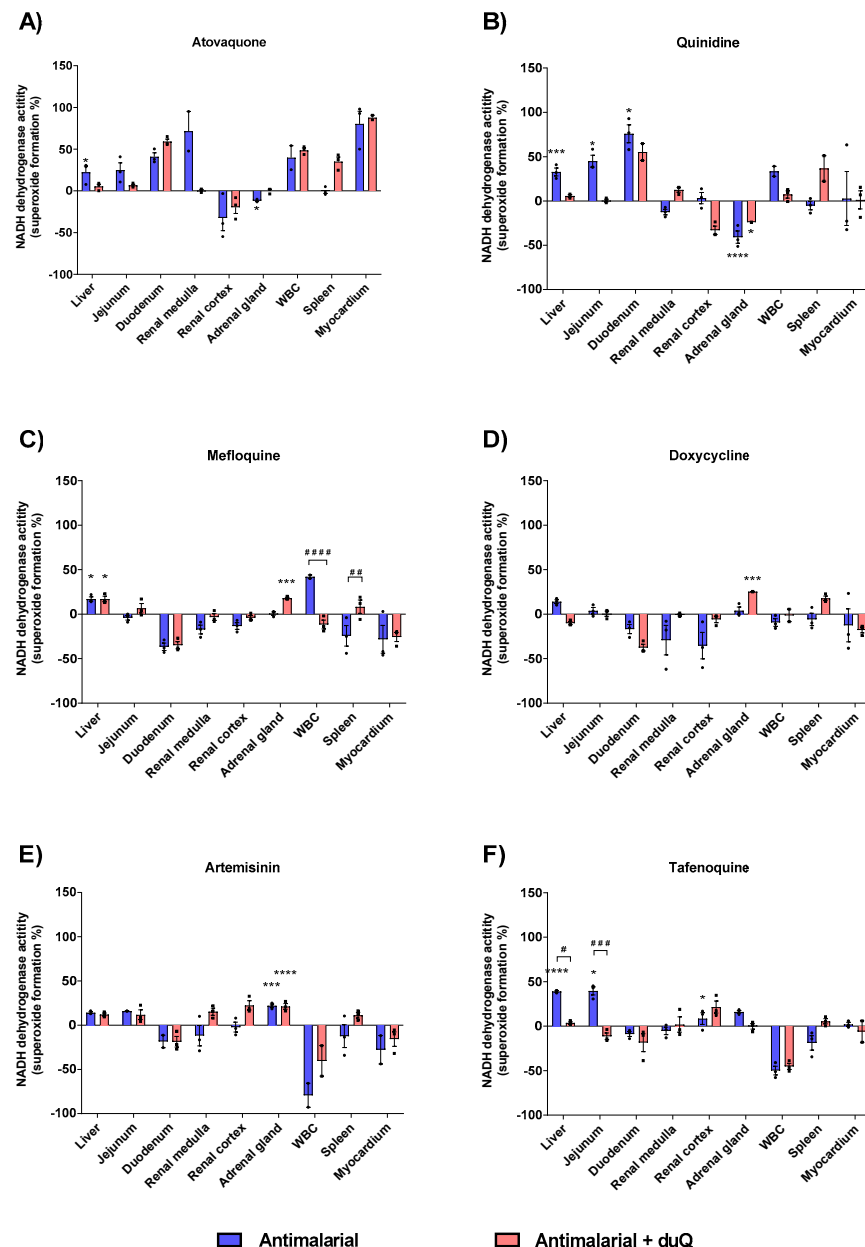 A)
Atovaquone
NADH dehydrogenase actitity
(superoxide formation %)
150
100
50
0
-50
-100
*
*
Liver
Jejunum
Duodenum
Renal medulla
Renal cortex
Adrenal gland
WBC
Spleen
Myocardium
B)
Quinidine
NADH dehydrogenase actitity
(superoxide formation %)
150
100
50
0
-50
-100
***
*
*
****
*
Liver
Jejunum
Duodenum
Renal medulla
Renal cortex
Adrenal gland
WBC
Spleen
Myocardium
C)
Mefloquine
NADH dehydrogenase actitity
(superoxide formation %)
150
100
50
0
-50
-100
* *
***
####
##
Liver
Jejunum
Duodenum
Renal medulla
Renal cortex
Adrenal gland
WBC
Spleen
Myocardium
D)
Doxycycline
NADH dehydrogenase actitity
(superoxide formation %)
150
100
50
0
-50
-100
***
Liver
Jejunum
Duodenum
Renal medulla
Renal cortex
Adrenal gland
WBC
Spleen
Myocardium
E)
Artemisinin
NADH dehydrogenase actitity
(superoxide formation %)
150
100
50
0
-50
-100
****
***
Liver
Jejunum
Duodenum
Renal medulla
Renal cortex
Adrenal gland
WBC
Spleen
Myocardium
F)
Tafenoquine
NADH dehydrogenase actitity
(superoxide formation %)
150
100
50
0
-50
-100
#
###
****
*
*
Liver
Jejunum
Duodenum
Renal medulla
Renal cortex
Adrenal gland
WBC
Spleen
Myocardium
Antimalarial
Antimalarial + duQ